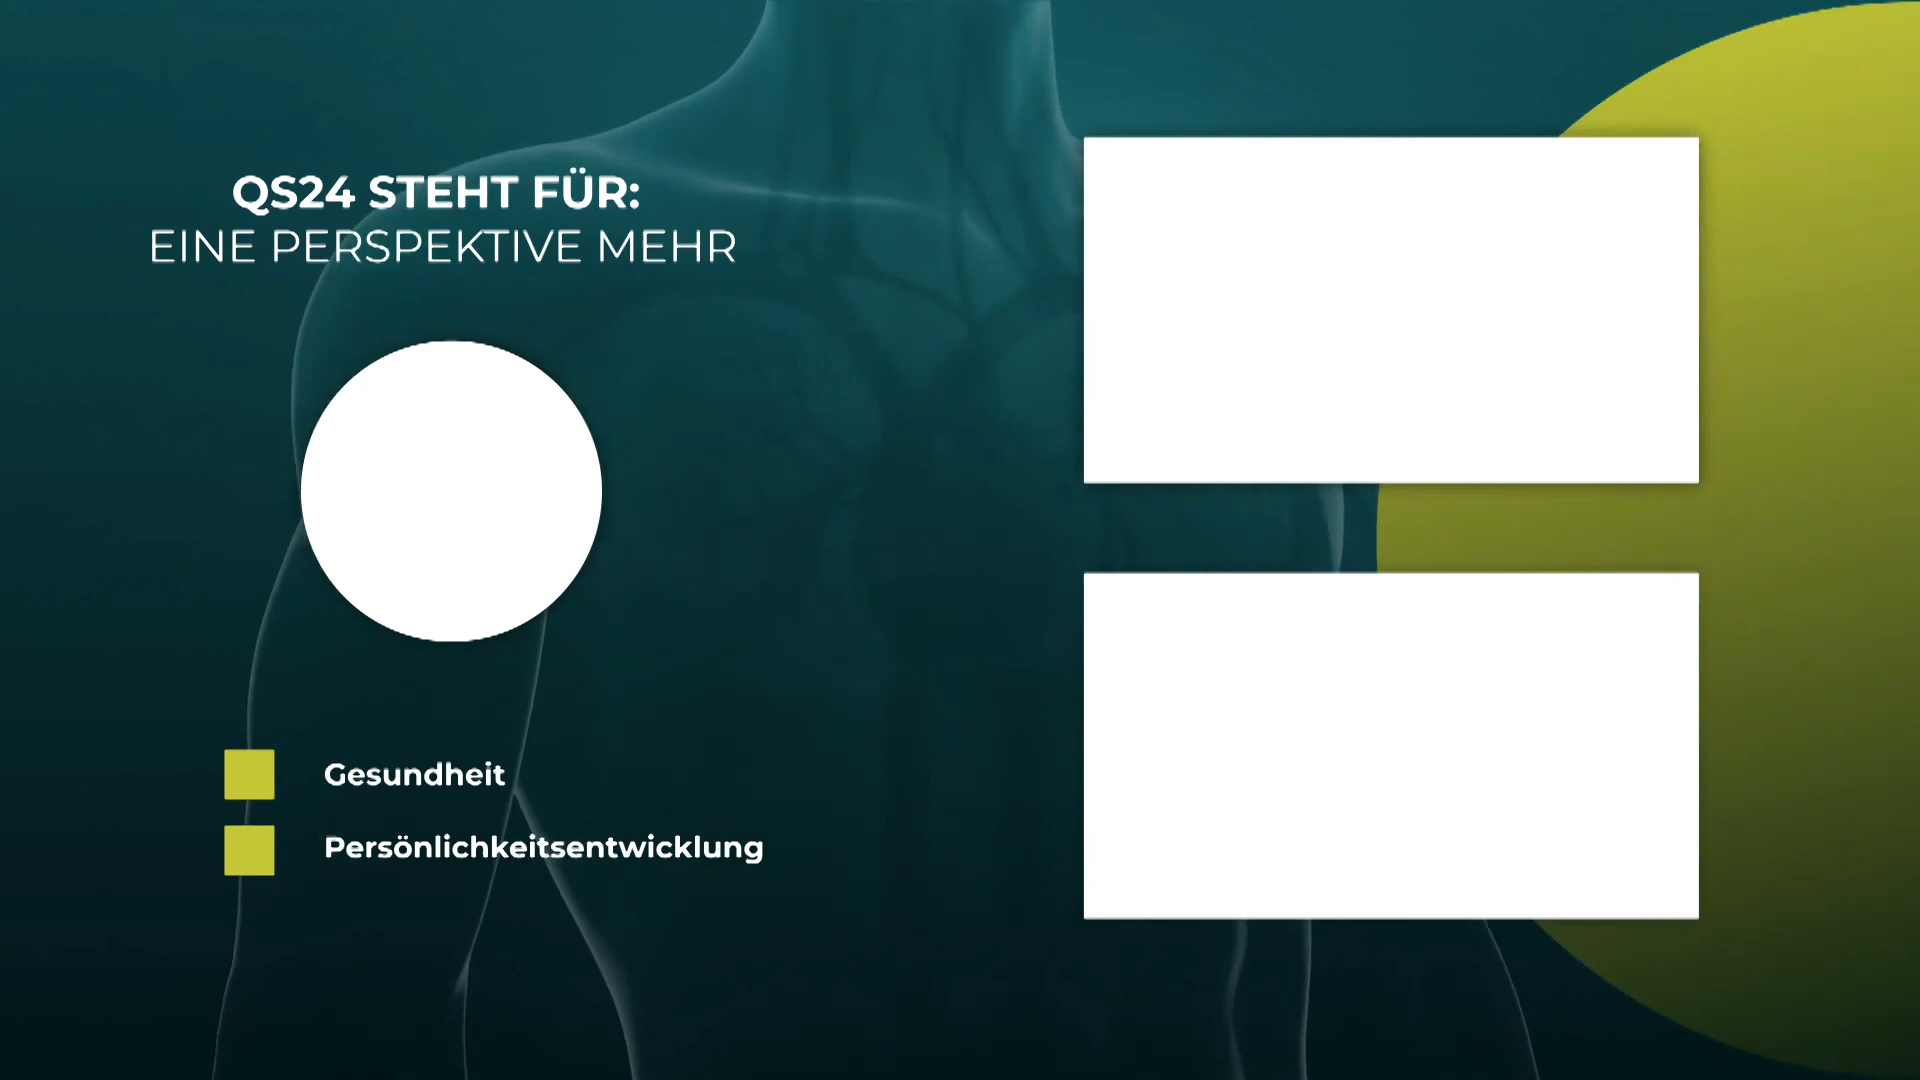 QS24 STEHT FÜR:
EINE PERSPEKTIVE MEHR
Gesundheit
Persönlichkeitsentwicklung